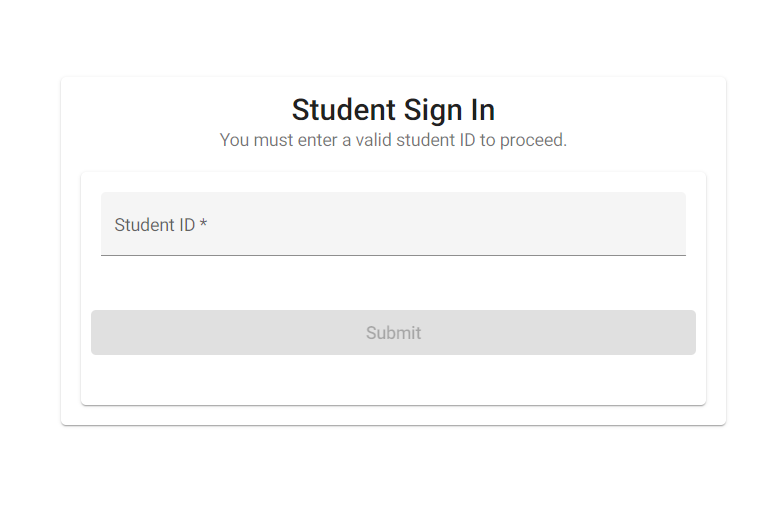 Student Sign In
You must enter a valid student ID to proceed.
Student ID *
Submit